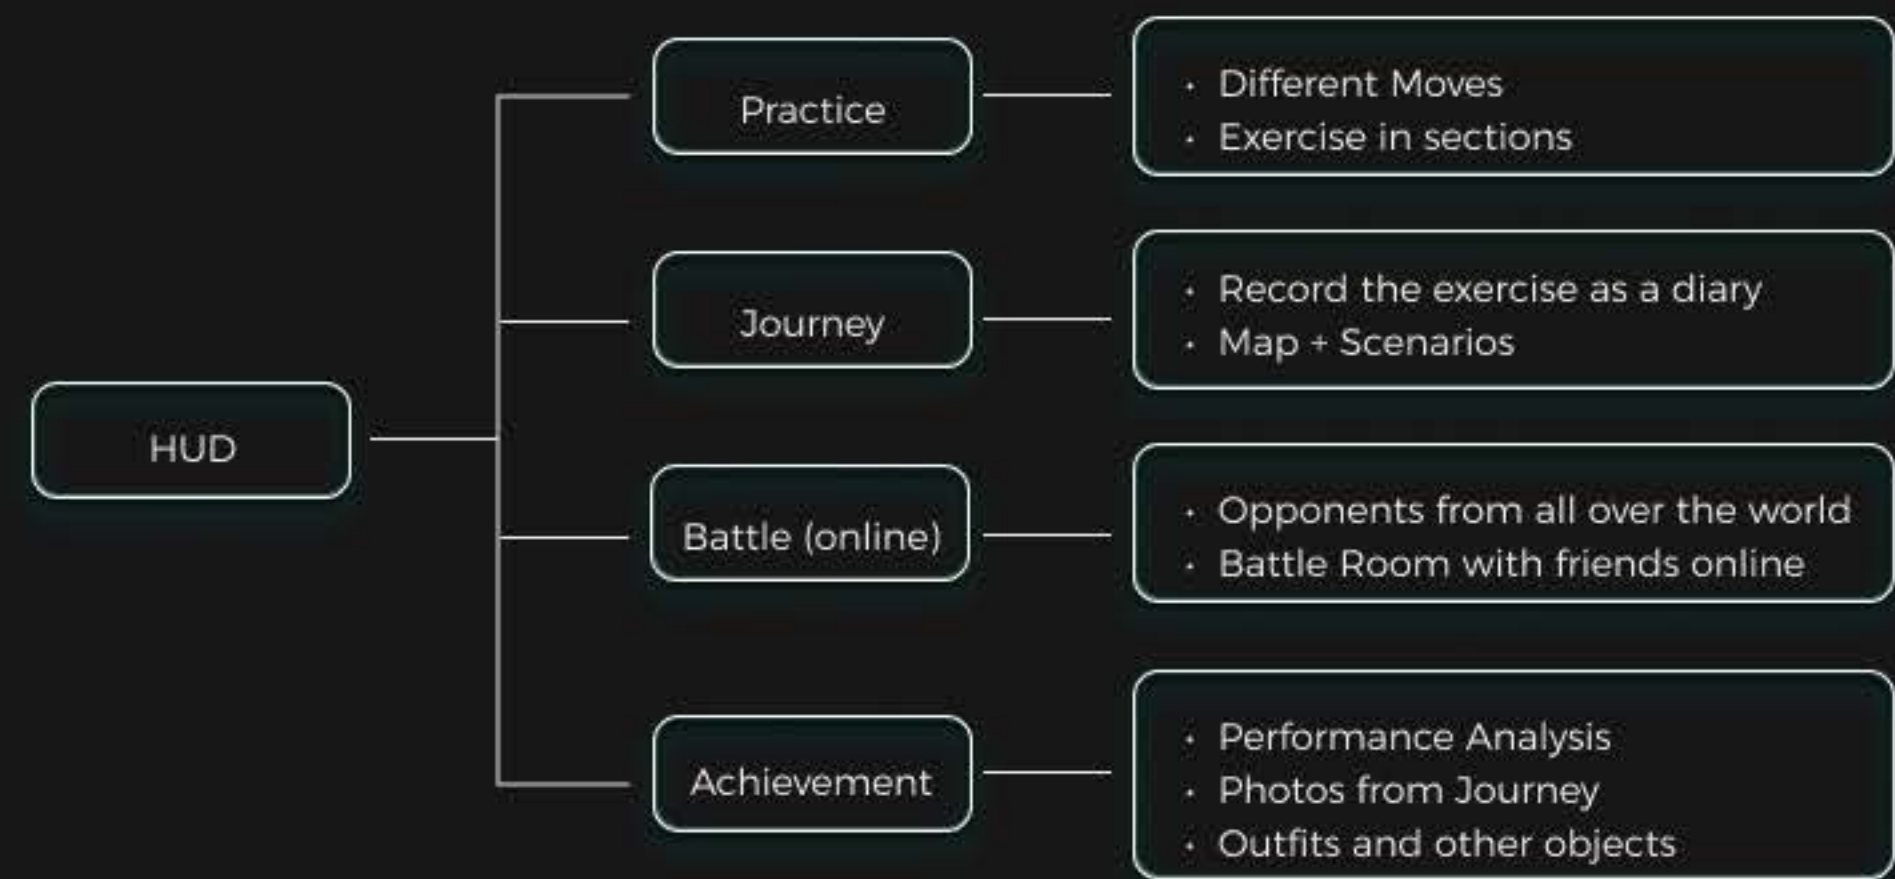 HUD
Practice
• Different Moves
• Exercise in sections
Journey
• Record the exercise as a diary
• Map + Scenarios
Battle (online)
• Opponents from all over the world
• Battle Room with friends online
Achievement
• Performance Analysis
• Photos from Journey
• Outfits and other objects